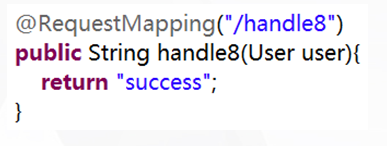 @RequestMapping("/handle8")
public String handle8(User user){
return "success";
}